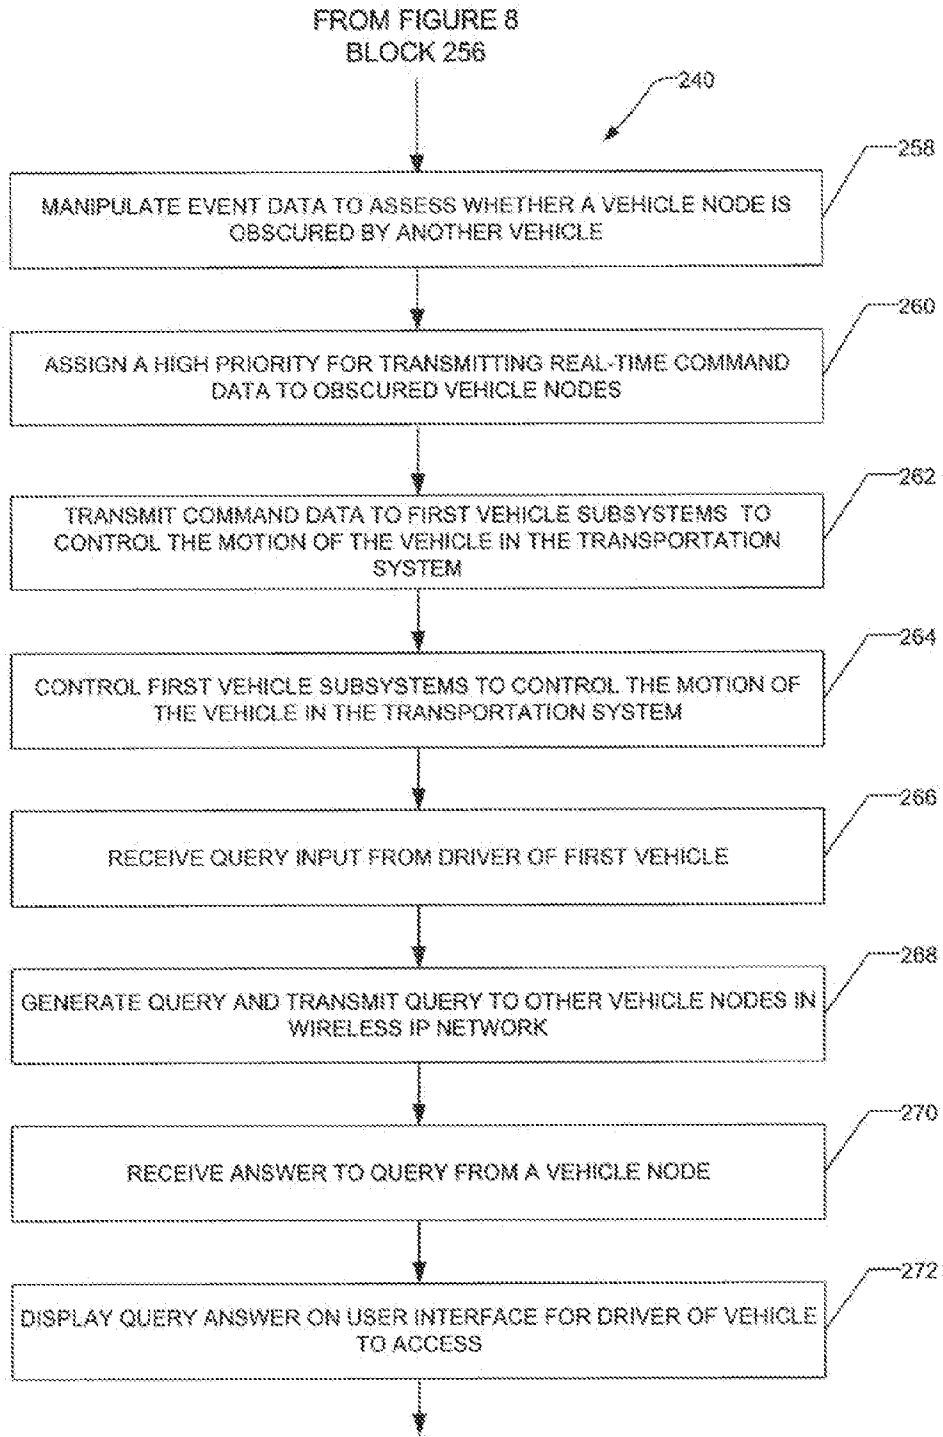 FROM FIGURE 8
BLOCK 256
240
258
MANIPULATE EVENT DATA TO ASSESS WHETHER A VEHICLE NODE IS
OBSCURED BY ANOTHER VEHICLE
260
ASSIGN A HIGH PRIORITY FOR TRANSMITTING REAL-TIME COMMAND
DATA TO OBSCURED VEHICLE NODES
262
TRANSMIT COMMAND DATA TO FIRST VEHICLE SUBSYSTEMS TO
CONTROL THE MOTION OF THE VEHICLE IN THE TRANSPORTATION
SYSTEM
264
CONTROL FIRST VEHICLE SUBSYSTEMS TO CONTROL THE MOTION OF
THE VEHICLE IN THE TRANSPORTATION SYSTEM
266
RECEIVE QUERY INPUT FROM DRIVER OF FIRST VEHICLE
268
GENERATE QUERY AND TRANSMIT QUERY TO OTHER VEHICLE NODES IN
WIRELESS IP NETWORK
270
RECEIVE ANSWER TO QUERY FROM A VEHICLE NODE
272
DISPLAY QUERY ANSWER ON USER INTERFACE FOR DRIVER OF VEHICLE
TO ACCESS